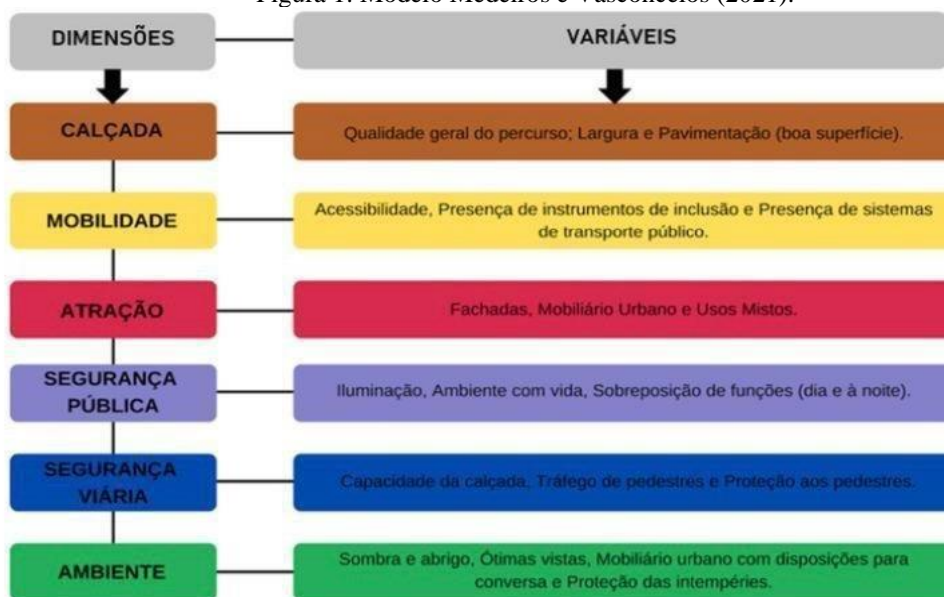 Figura 1: Modelo Medeiros e Vasconcelos (2021).
DIMENSÕES
VARIÁVEIS
CALÇADA
Qualidade geral do percurso; Largura e Pavimentação (boa superfície).
MOBILIDADE
Acessibilidade, Presença de instrumentos de inclusão e Presença de sistemas
de transporte público.
ATRAÇÃO
Fachadas, Mobiliário Urbano e Usos Mistos.
SEGURANÇA
PÚBLICA
Iluminação, Ambiente com vida, Sobreposição de funções (dia e à noite).
SEGURANÇA
VIÁRIA
Capacidade da calçada, Tráfego de pedestres e Proteção aos pedestres.
AMBIENTE
Sombra e abrigo, Ótimas vistas, Mobiliário urbano com disposições para
conversa e Proteção das intempéries.